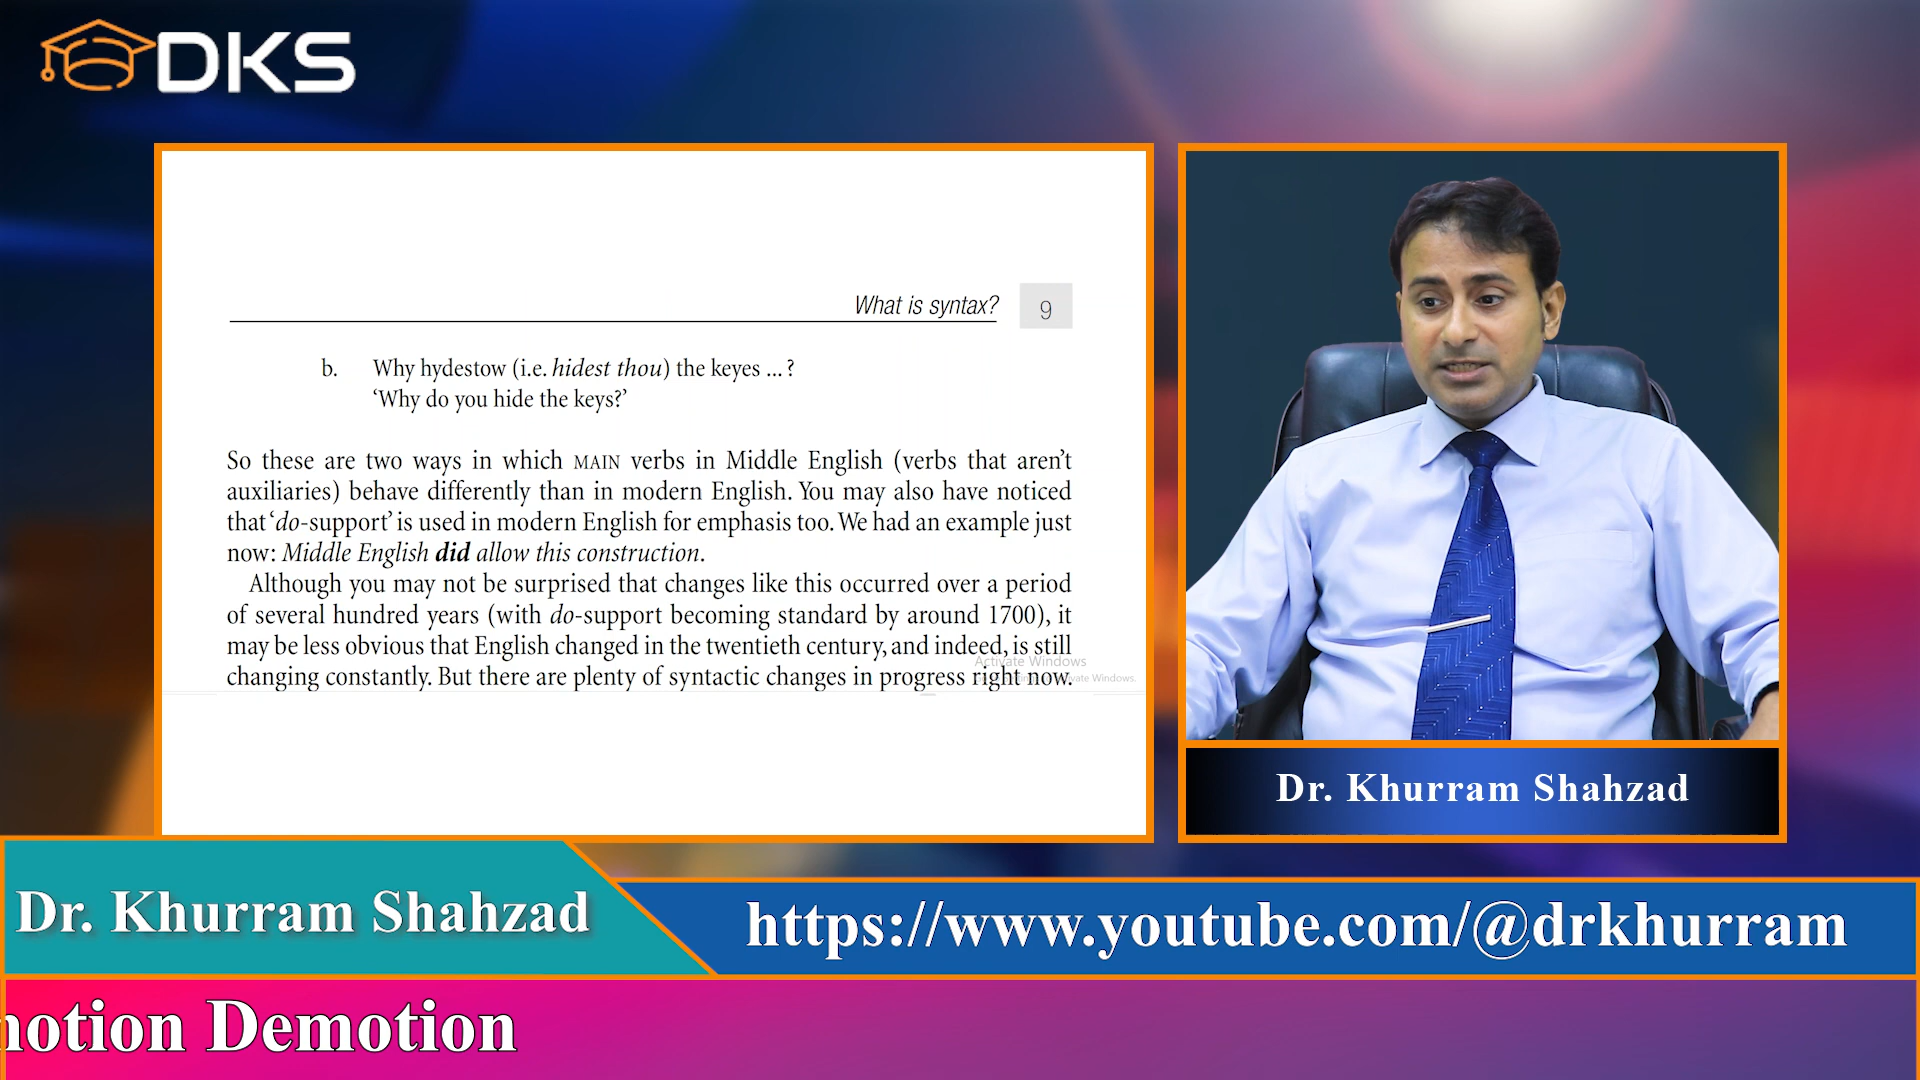 DKS
What is syntax? 9
b. Why hydestow (i.e. hidest thou) the keyes ... ?
‘Why do you hide the keys?’
So these are two ways in which MAIN verbs in Middle English (verbs that aren’t
auxiliaries) behave differently than in modern English. You may also have noticed
that ‘do-support’ is used in modern English for emphasis too. We had an example just
now: Middle English did allow this construction.
Although you may not be surprised that changes like this occurred over a period
of several hundred years (with do-support becoming standard by around 1700), it
may be less obvious that English changed in the twentieth century, and indeed, is still
changing constantly. But there are plenty of syntactic changes in progress right now.
Activate Windows
Dr. Khurram Shahzad
Dr. Khurram Shahzad
https://www.youtube.com/@drkhurram
Demotion